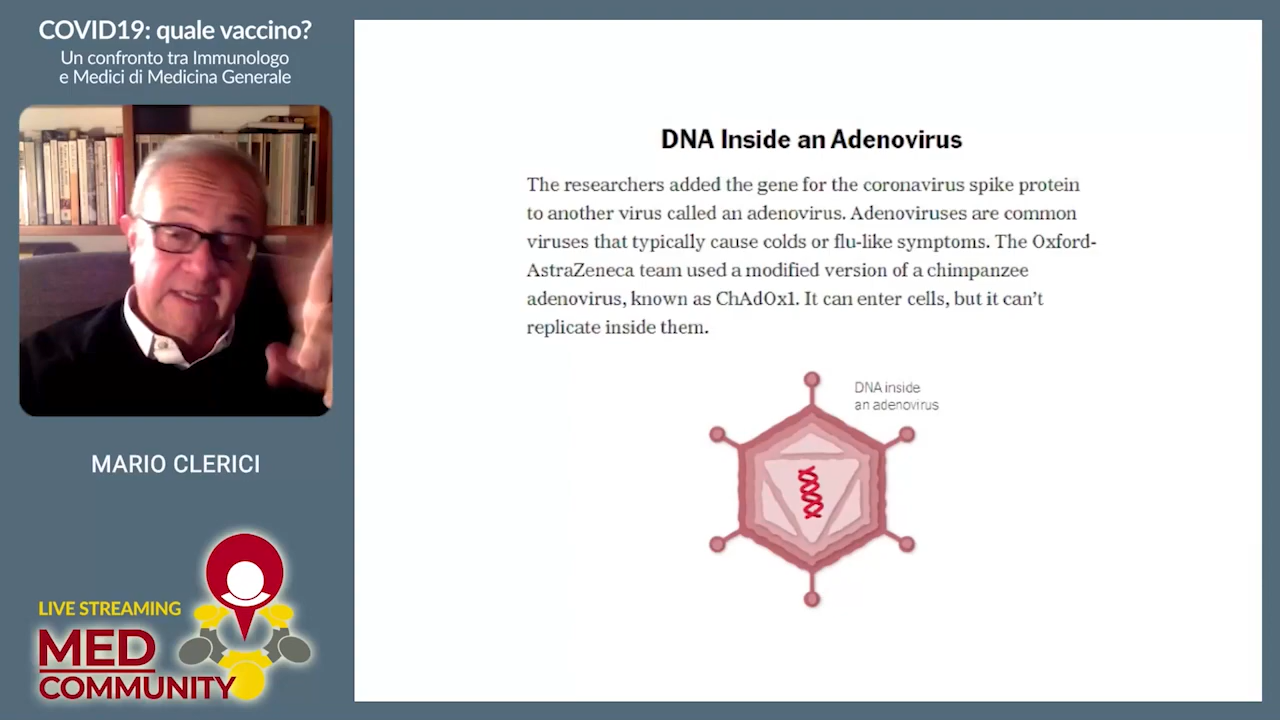 COVID19: quale vaccino?
Un confronto tra Immunologo
e Medici di Medicina Generale
MARIO CLERICI
LIVE STREAMING
MED
COMMUNITY
DNA Inside an Adenovirus
The researchers added the gene for the coronavirus spike protein
to another virus called an adenovirus. Adenoviruses are common
viruses that typically cause colds or flu-like symptoms. The Oxford-
AstraZeneca team used a modified version of a chimpanzee
adenovirus, known as ChAdOx1. It can enter cells, but it can’t
replicate inside them.
DNA inside
an adenovirus